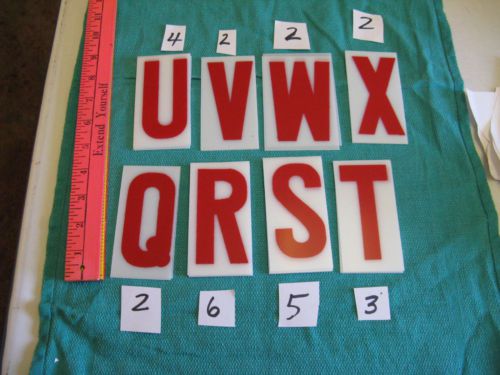 4 2 2 2
U V W X
Q R S T
2 6 5 3
Extend Yourself